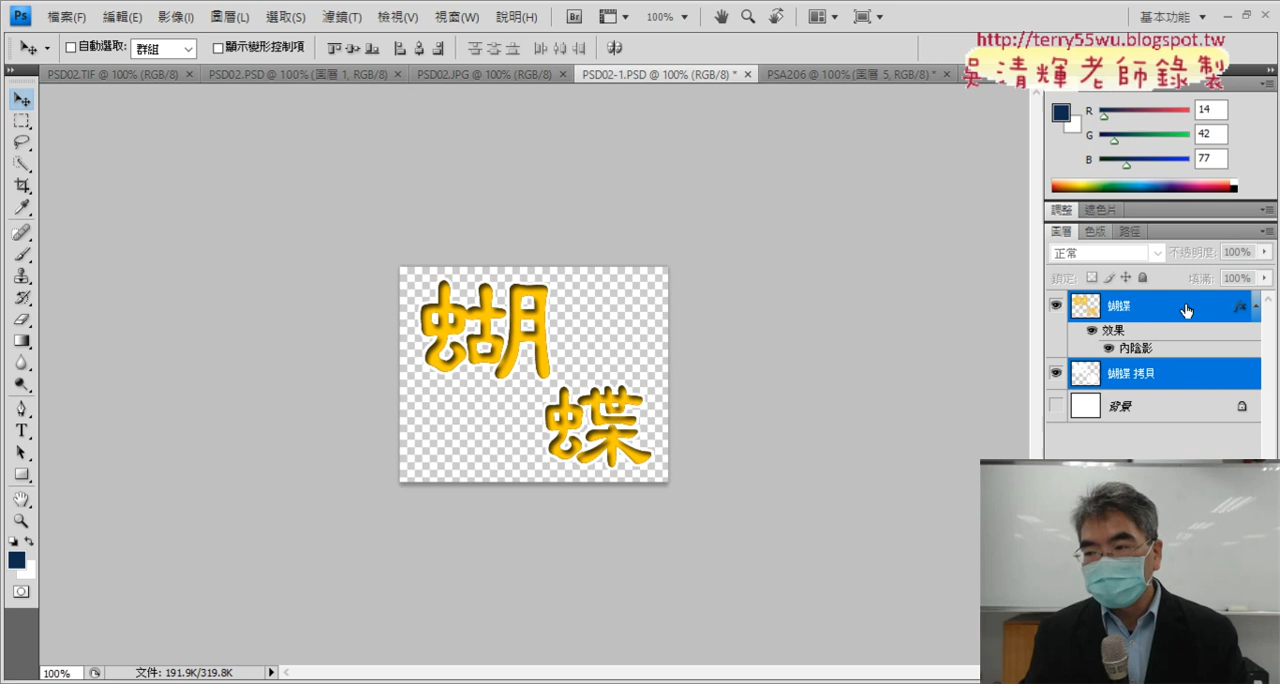 Ps 檔案(F) 編輯(E) 影像(I) 圖層(L) 選取(S) 濾鏡(T) 檢視(V) 視窗(W) 說明(H) Br 100% 基本功能
自動選取: 群組 顯示變形控制項
http://terry55wu.blogspot.tw
吳清輝老師錄製
PSD02.TIF @ 100% (RGB/8) × PSD02.PSD @ 100% (圖層 1, RGB/8) × PSD02.JPG @ 100% (RGB/8) × PSD02-1.PSD @ 100% (RGB/8) * × PSA206 @ 100% (圖層 5, RGB/8) * ×
R 14
G 42
B 77
調整 遮色片
圖層 色版 路徑
正常 不透明度: 100%
鎖定: 填滿: 100%
蝴蝶 fx
效果
內陰影
蝴蝶 拷貝
背景
蝴
蝶
T
100% 文件: 191.9K/319.8K